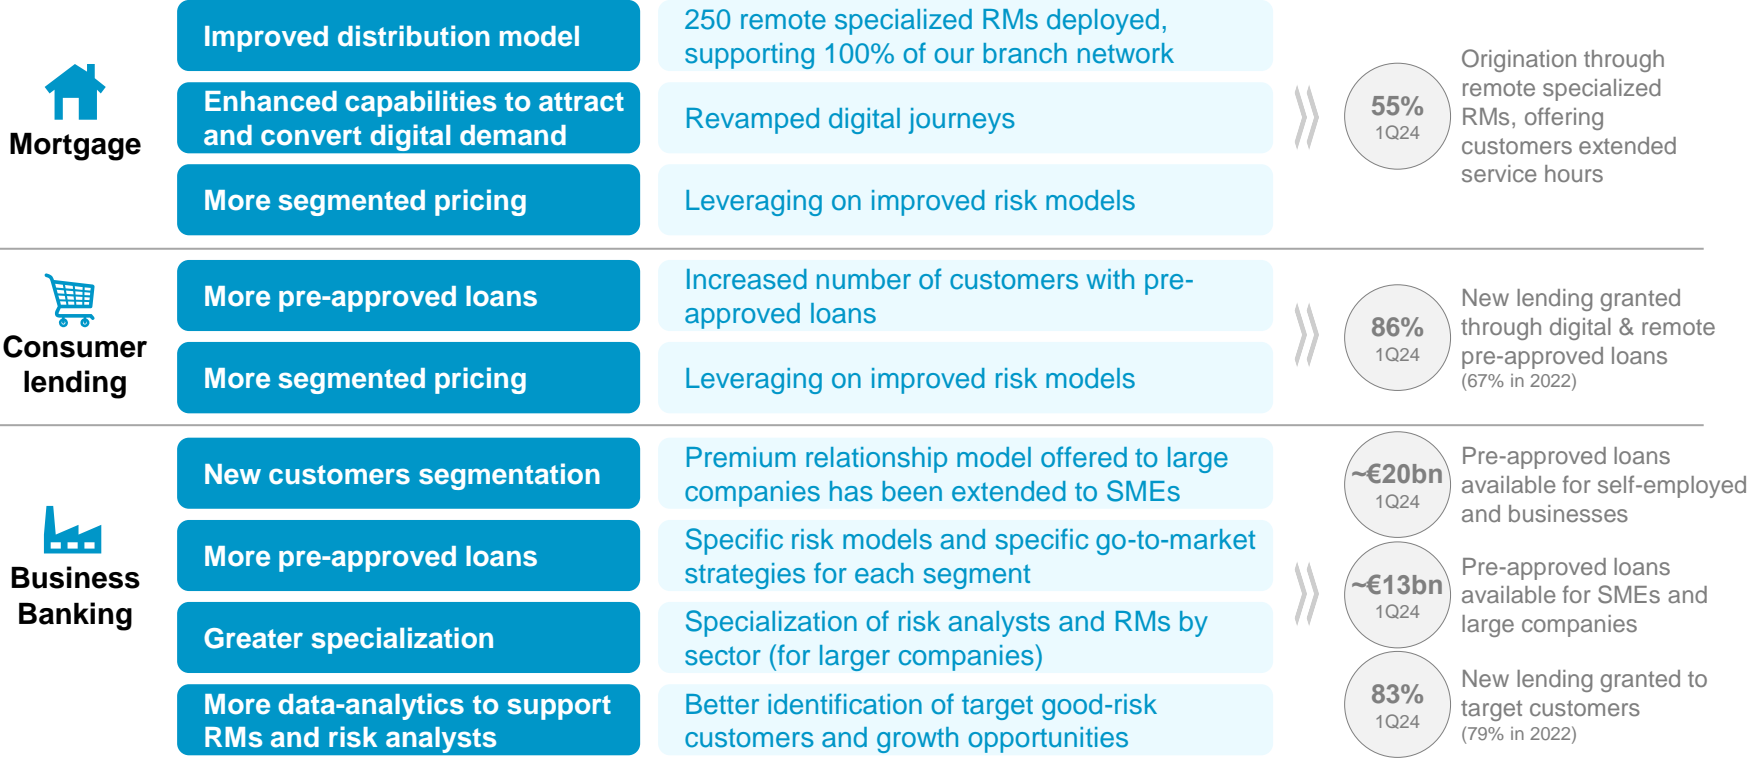 Mortgage
Improved distribution model
250 remote specialized RMs deployed,
supporting 100% of our branch network
Enhanced capabilities to attract
and convert digital demand
Revamped digital journeys
More segmented pricing
Leveraging on improved risk models
55%
1Q24
Origination through
remote specialized
RMs, offering
customers extended
service hours
Consumer
lending
More pre-approved loans
Increased number of customers with pre-
approved loans
More segmented pricing
Leveraging on improved risk models
86%
1Q24
New lending granted
through digital & remote
pre-approved loans
(67% in 2022)
Business
Banking
New customers segmentation
Premium relationship model offered to large
companies has been extended to SMEs
More pre-approved loans
Specific risk models and specific go-to-market
strategies for each segment
Greater specialization
Specialization of risk analysts and RMs by
sector (for larger companies)
More data-analytics to support
RMs and risk analysts
Better identification of target good-risk
customers and growth opportunities
~€20bn
1Q24
Pre-approved loans
available for self-employed
and businesses
~€13bn
1Q24
Pre-approved loans
available for SMEs and
large companies
83%
1Q24
New lending granted to
target customers
(79% in 2022)